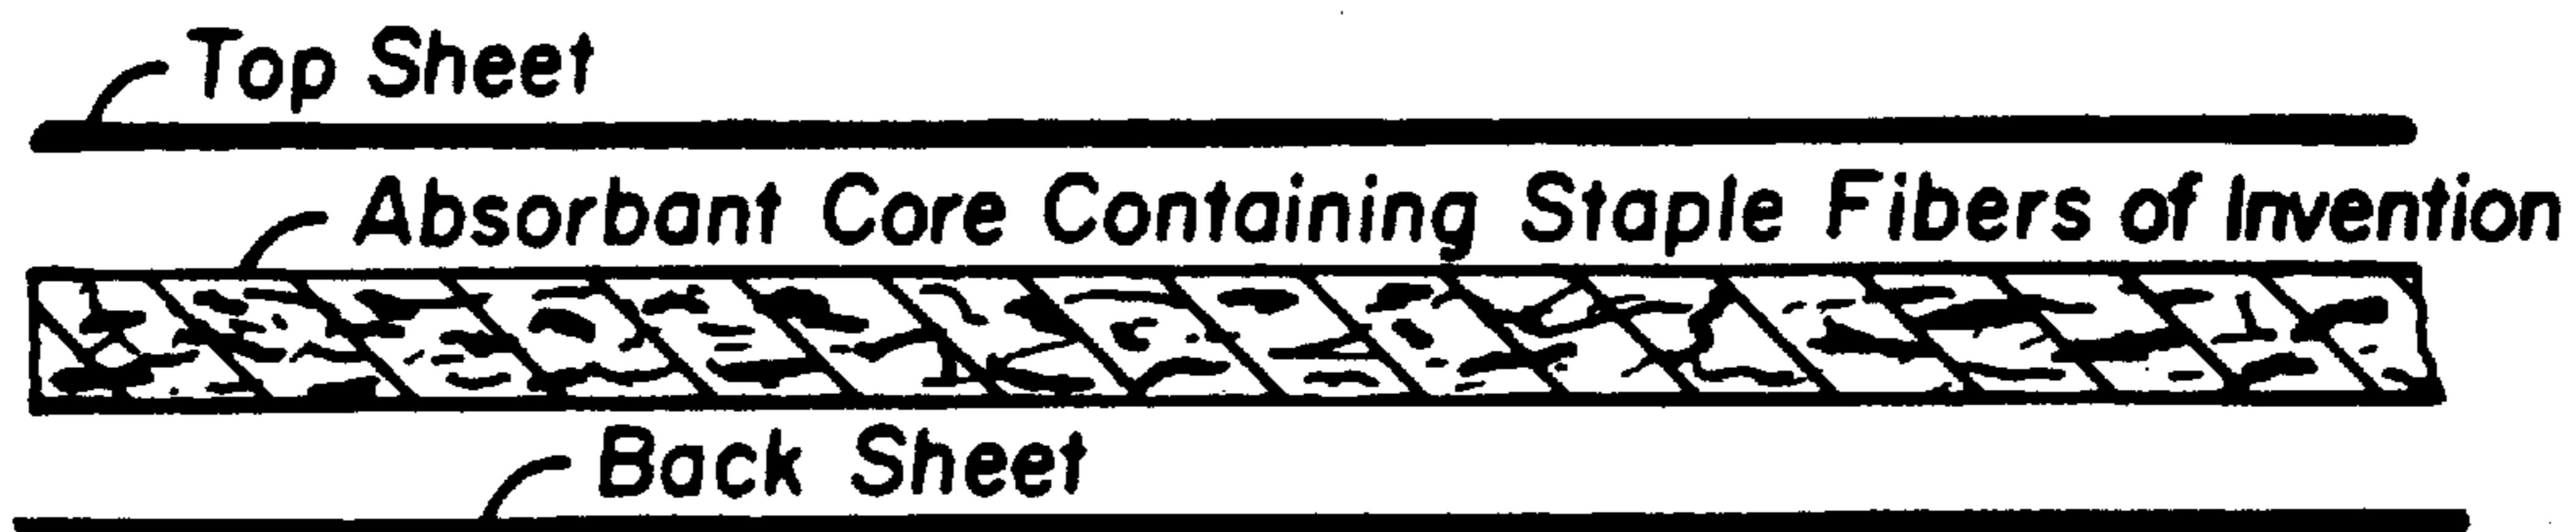 Top Sheet
Absorbant Core Containing Staple Fibers of Invention
Back Sheet